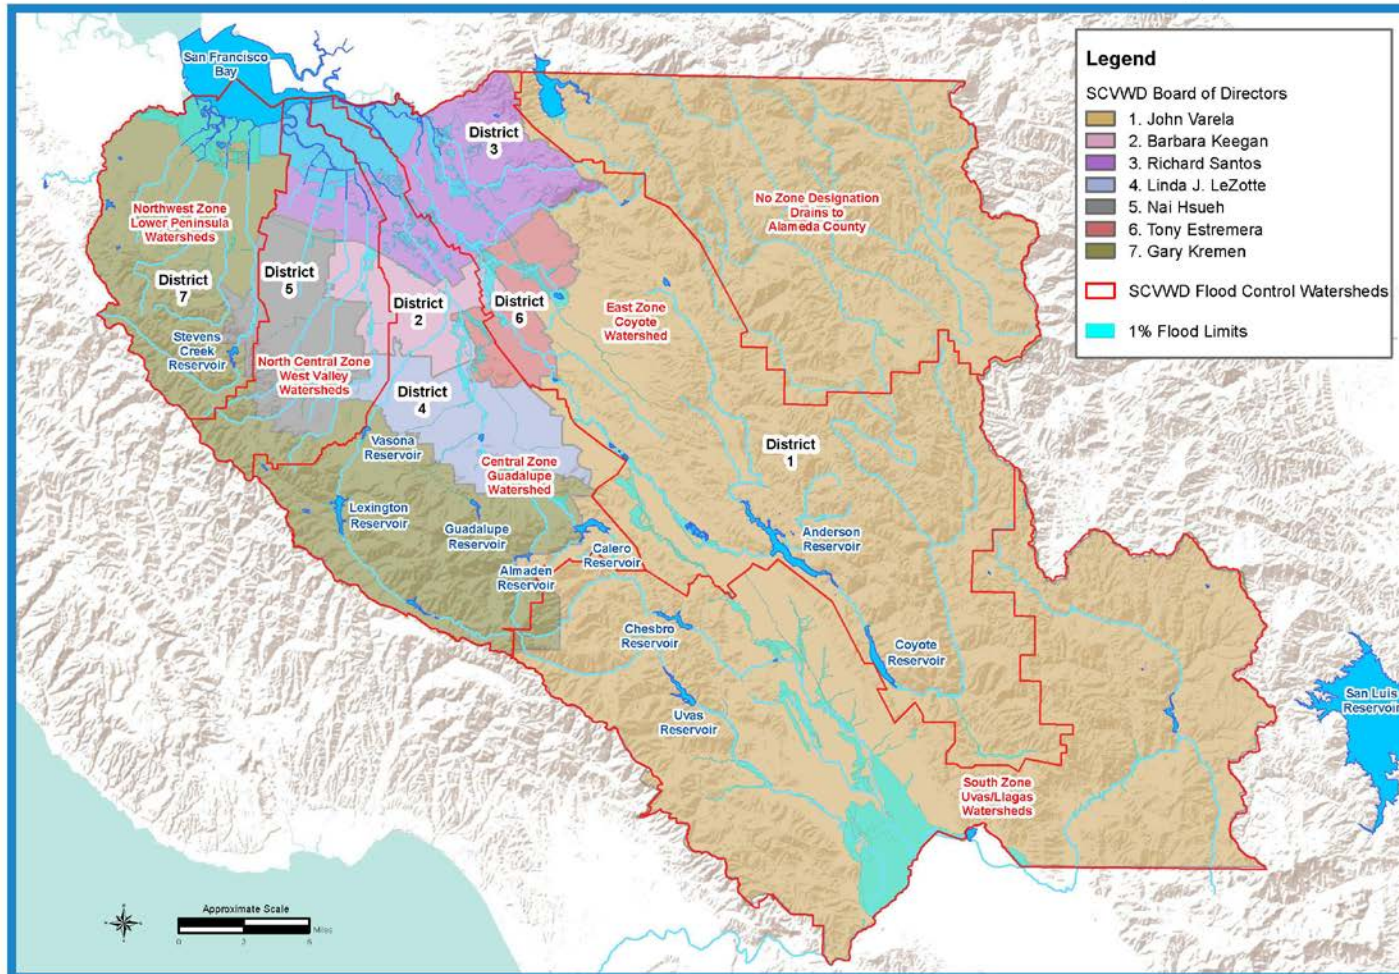 San Francisco
Bay
Legend
SCVWD Board of Directors
1. John Varela
2. Barbara Keegan
3. Richard Santos
4. Linda J. LeZotte
5. Nai Hsueh
6. Tony Estremera
7. Gary Kremen
SCVWD Flood Control Watersheds
1% Flood Limits
District
3
No Zone Designation
Drains to
Alameda County
Northwest Zone
Lower Peninsula
Watersheds
District
7
District
5
District
2
District
6
East Zone
Coyote
Watershed
Stevens
Creek
Reservoir
North Central Zone
West Valley
Watersheds
District
4
Vasona
Reservoir
District
1
Central Zone
Guadalupe
Watershed
Lexington
Reservoir
Guadalupe
Reservoir
Anderson
Reservoir
Calero
Reservoir
Almaden
Reservoir
Chesbro
Reservoir
Coyote
Reservoir
San Luis
Reservoir
Uvas
Reservoir
South Zone
Uvas/Llagas
Watersheds
Approximate Scale
Miles
0 3 6